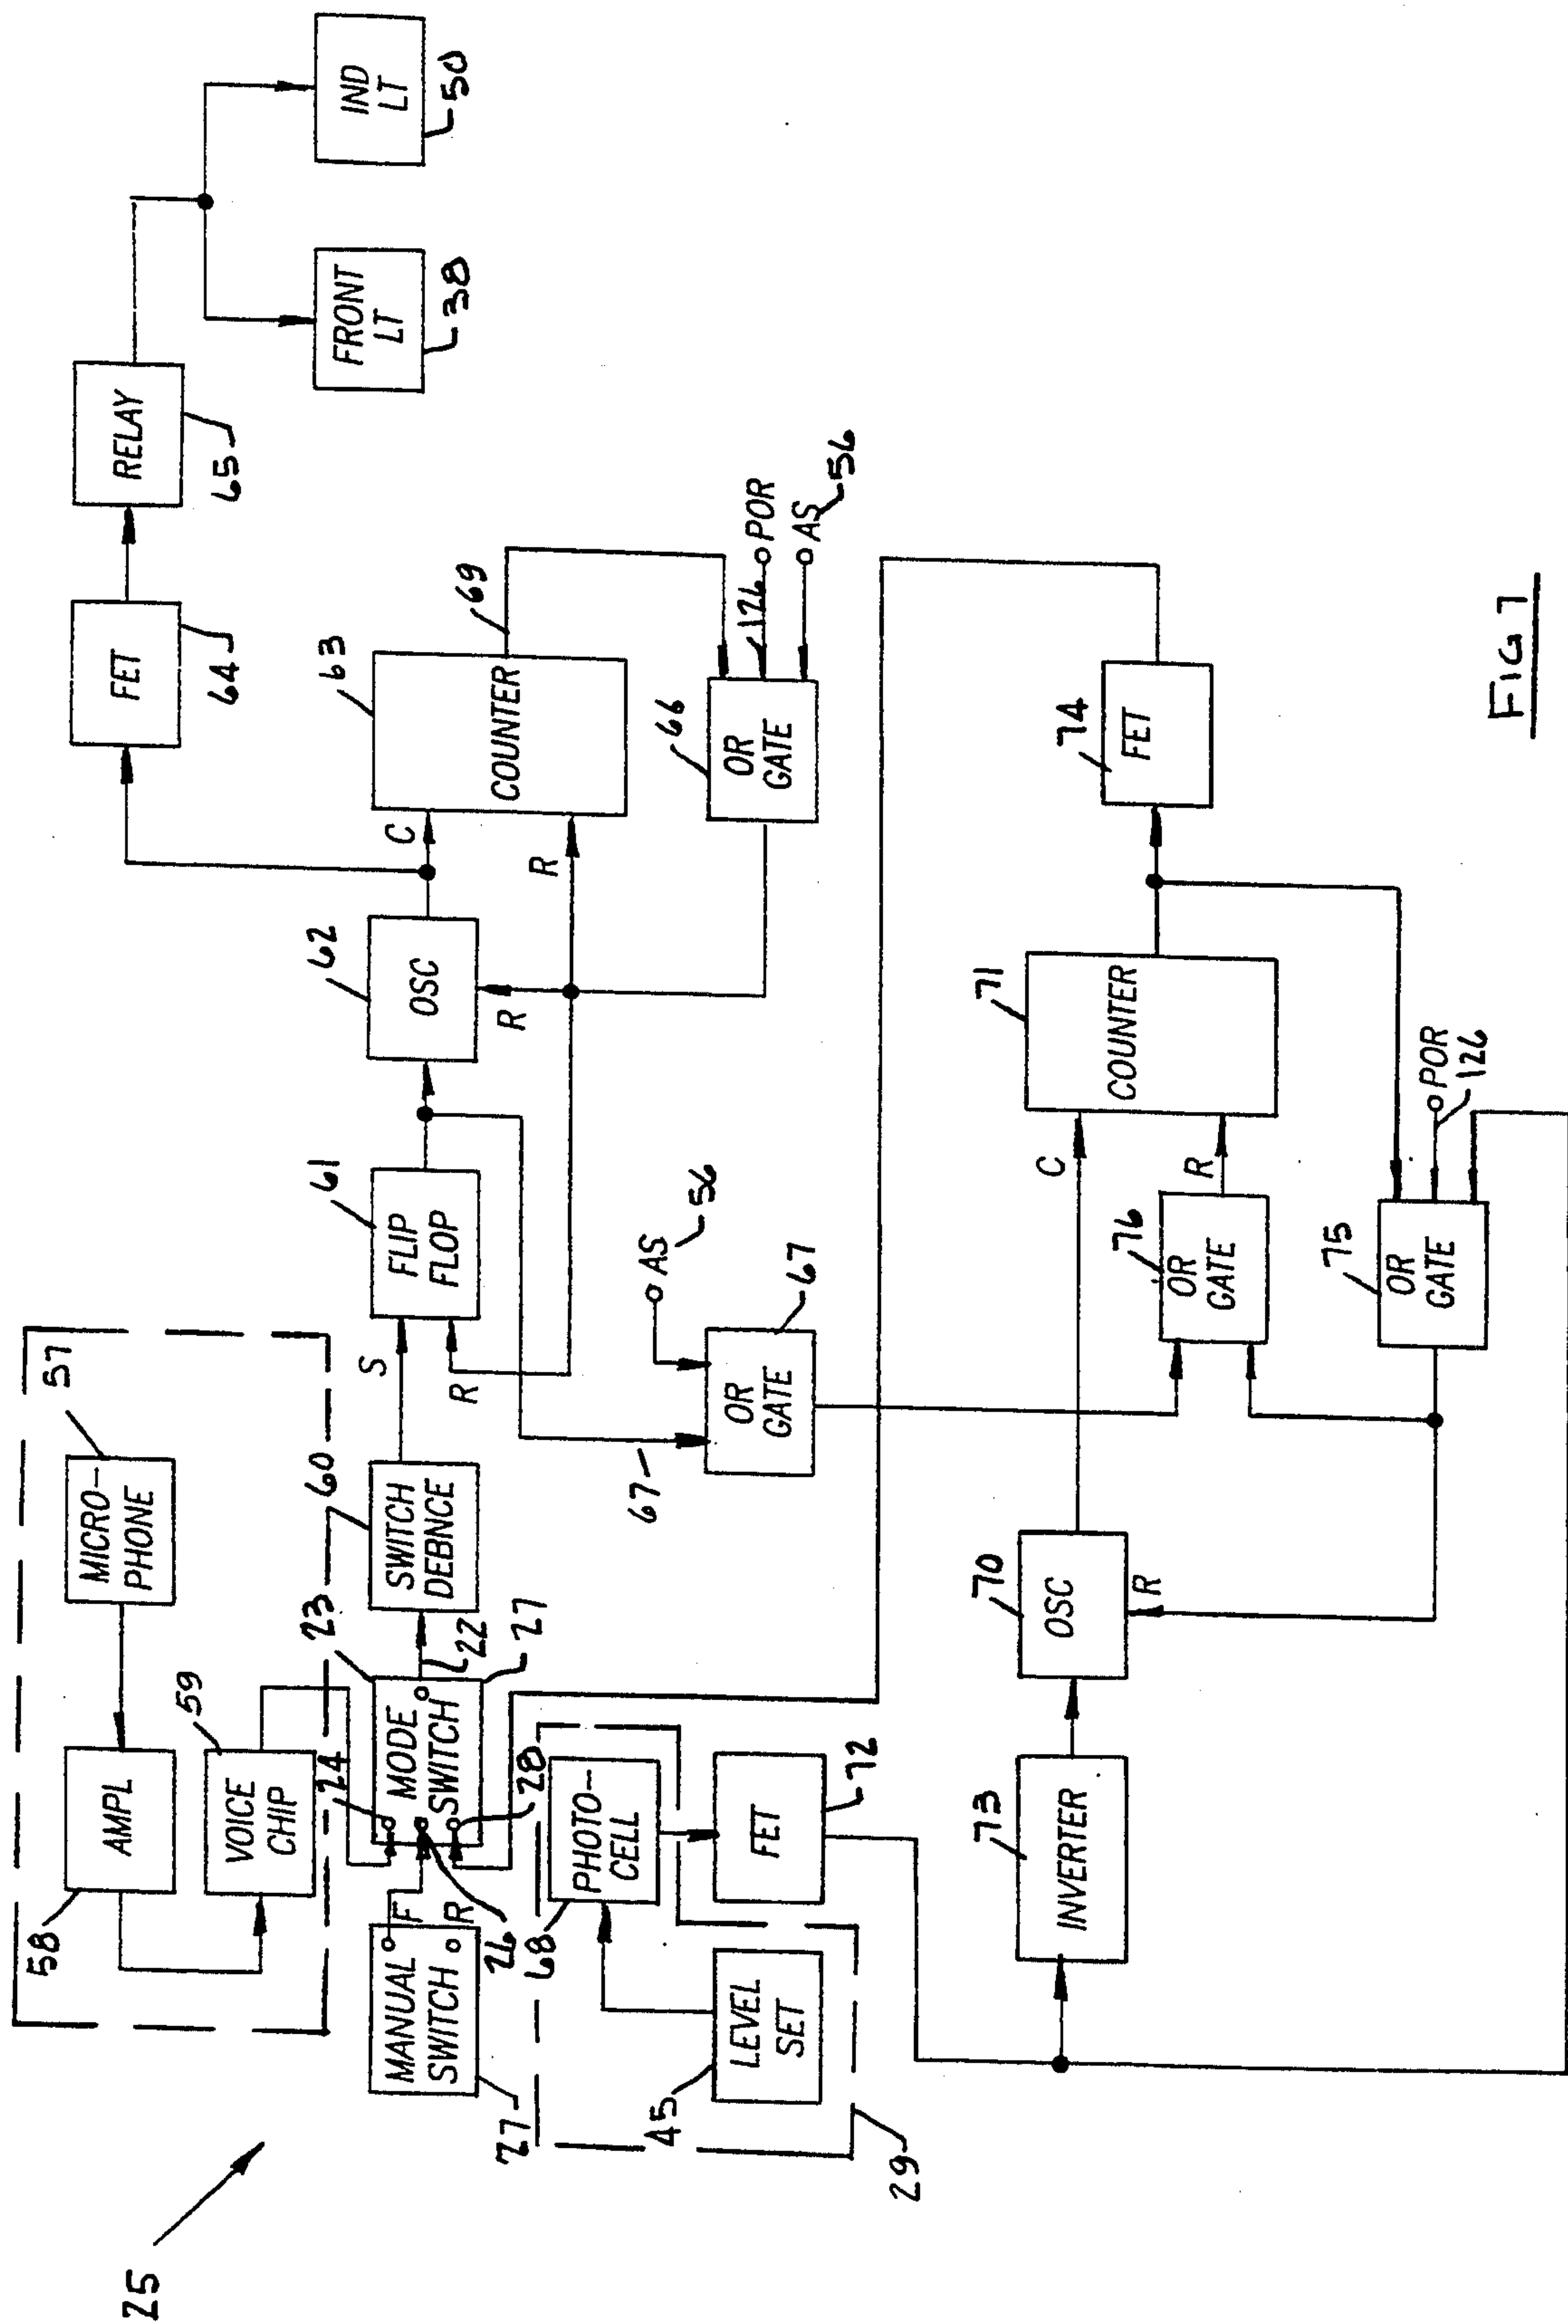 25
57
MICRO-
PHONE
58
AMPL
59
VOICE
CHIP
60
23
24
MODE
SWITCH
22
27
26
28
MANUAL
SWITCH
F
R
27
SWITCH
DEBNCE
S
R
61
FLIP
FLOP
62
OSC
R
C
R
63
COUNTER
69
64
FET
65
RELAY
FRONT
LT
38
IND
LT
50
66
OR
GATE
126
POR
AS
56
AS
56
67
67
OR
GATE
68
PHOTO-
CELL
45
LEVEL
SET
29
72
FET
73
INVERTER
70
OSC
R
C
R
71
COUNTER
74
FET
76
OR
GATE
75
OR
GATE
POR
126
FIG 7